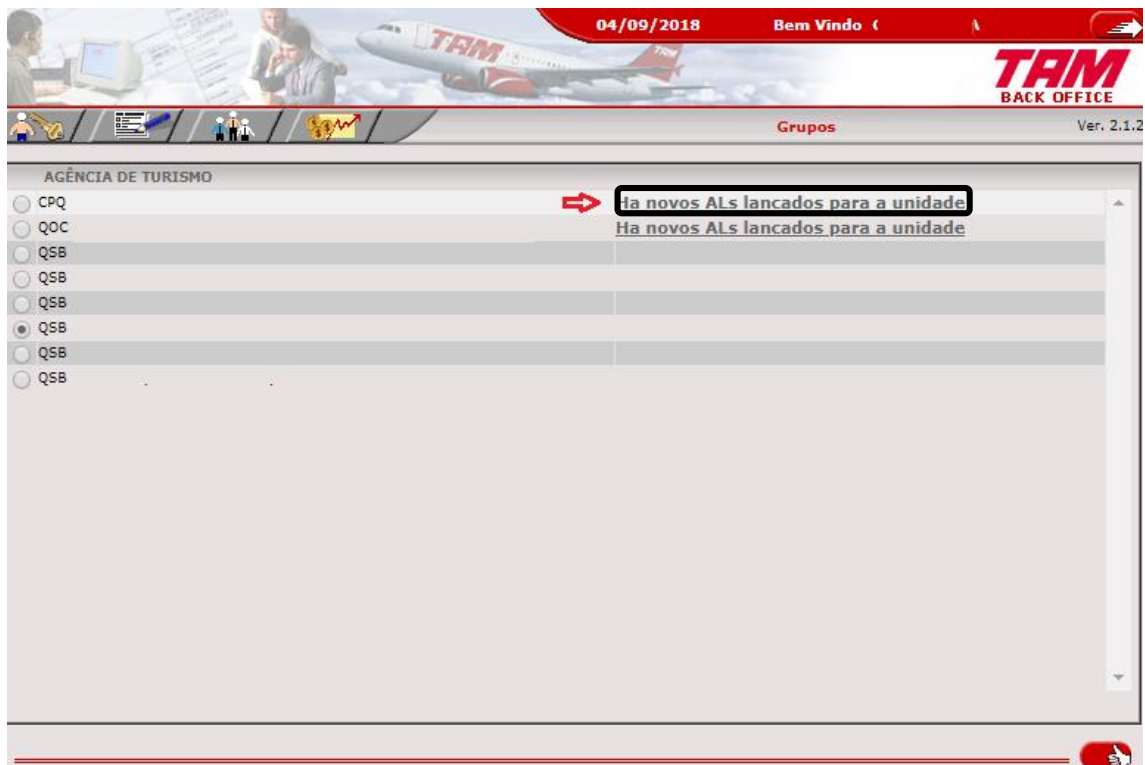 04/09/2018 Bem Vindo
TAM
TAM
BACK OFFICE
Grupos
Ver. 2.1.2
AGÊNCIA DE TURISMO
CPQ Ha novos ALs lancados para a unidade
QOC Ha novos ALs lancados para a unidade
QSB
QSB
QSB
QSB
QSB
QSB